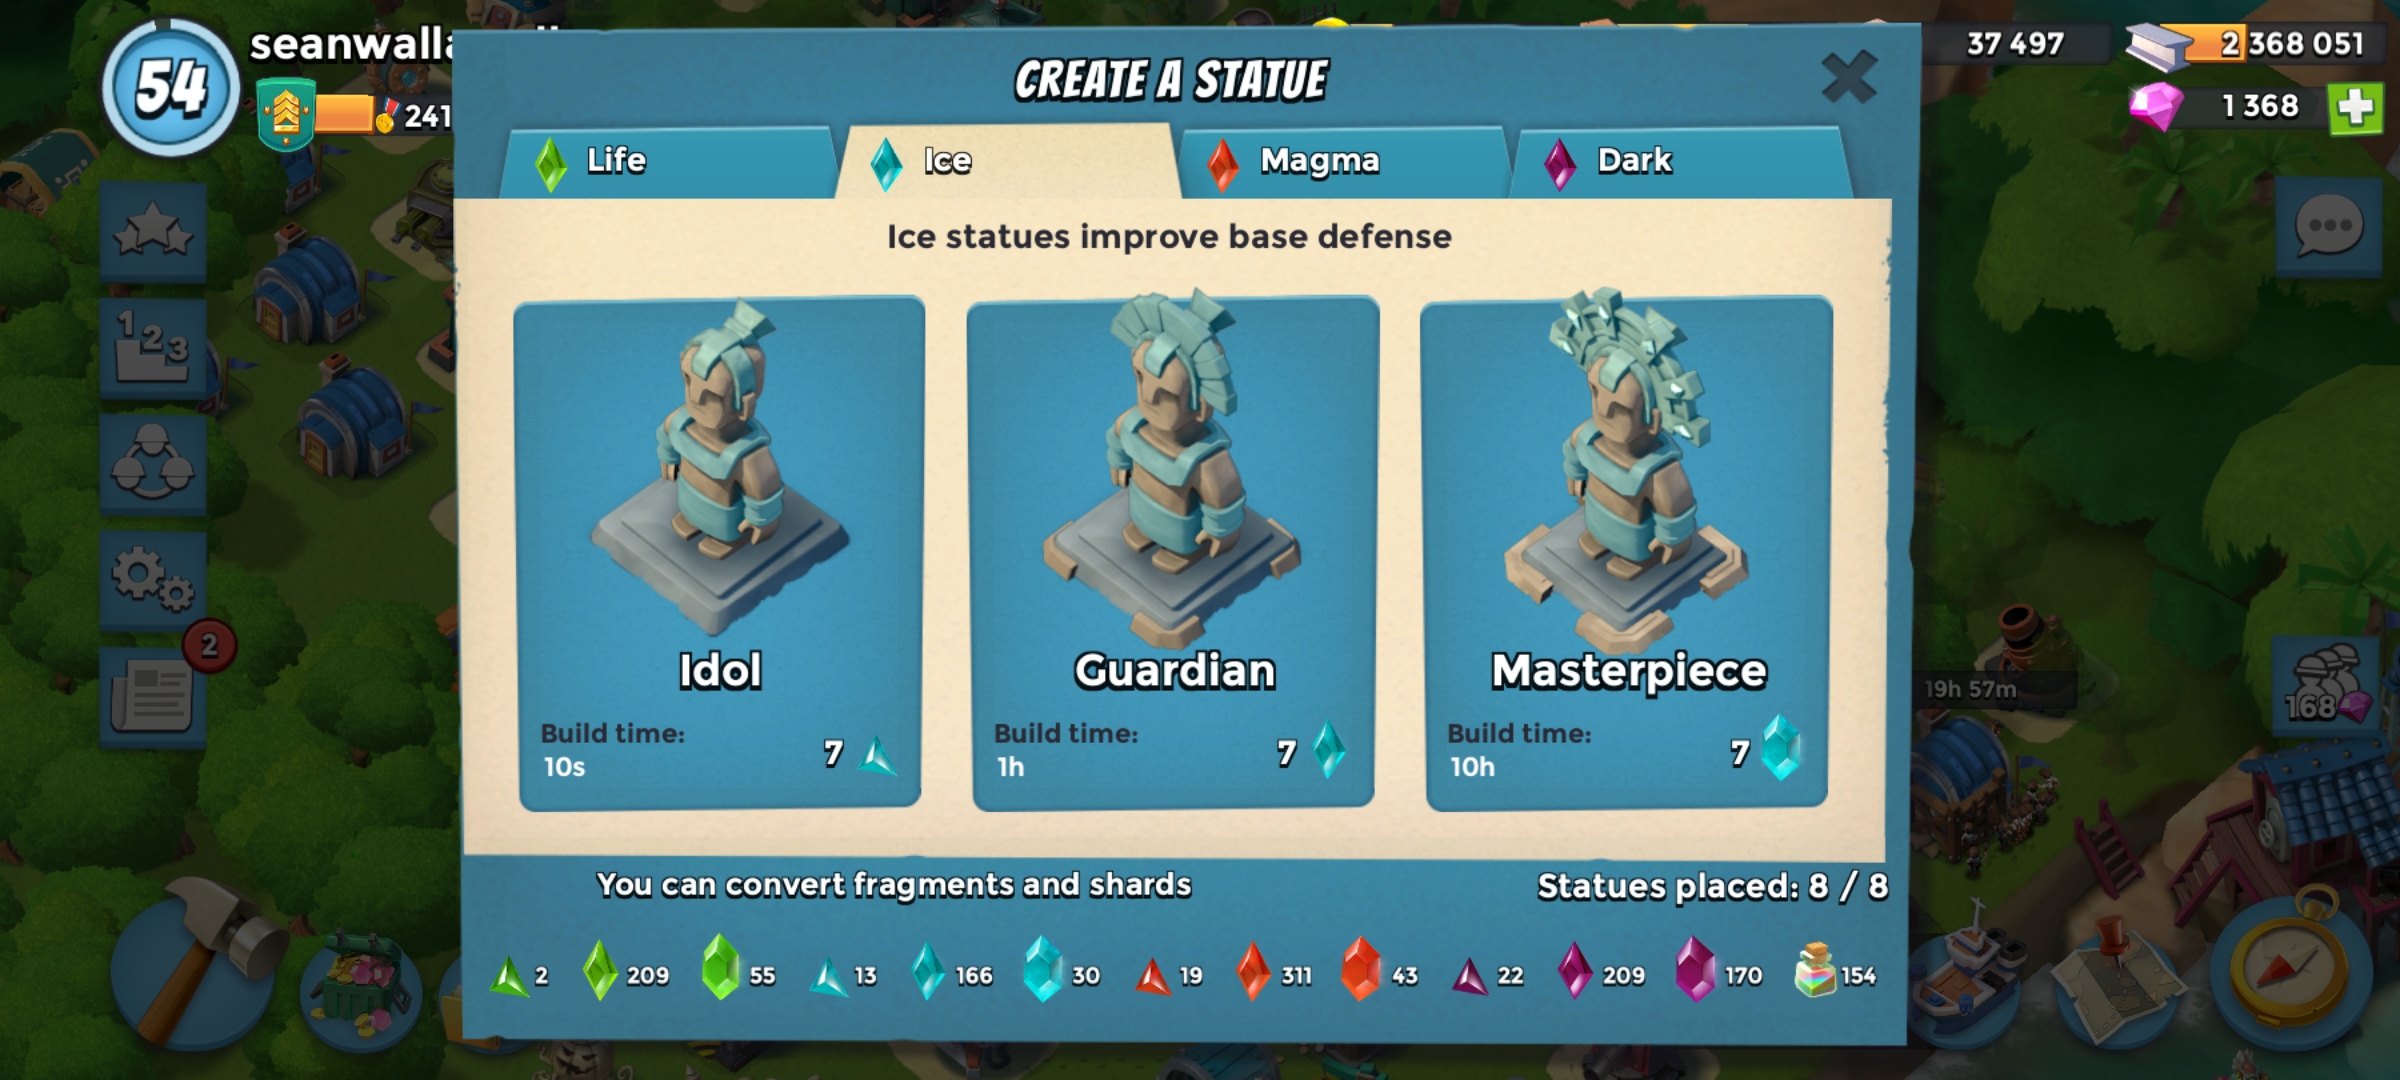 54
241
37 497
2 368 051
1 368
CREATE A STATUE
Life
Ice
Magma
Dark
Ice statues improve base defense
1 2 3
2
Idol
Build time:
10s
7
Guardian
Build time:
1h
7
Masterpiece
Build time:
10h
7
19h 57m
168
You can convert fragments and shards
Statues placed: 8 / 8
2 209 55 13 166 30 19 311 43 22 209 170 154